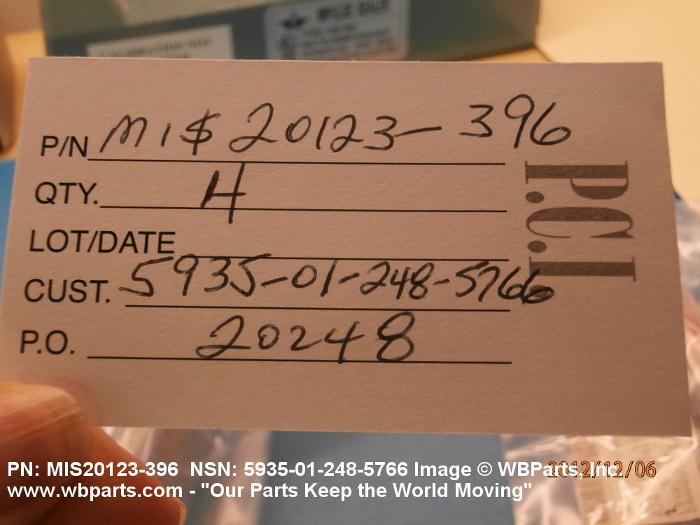 P/N MI$ 20123-396
QTY. 4
LOT/DATE
CUST. 5935-01-248-5766
P.O. 20248
P.C.I
PN: MIS20123-396 NSN: 5935-01-248-5766 Image © WBParts, Inc.
2012/12/06
www.wbparts.com - "Our Parts Keep the World Moving"